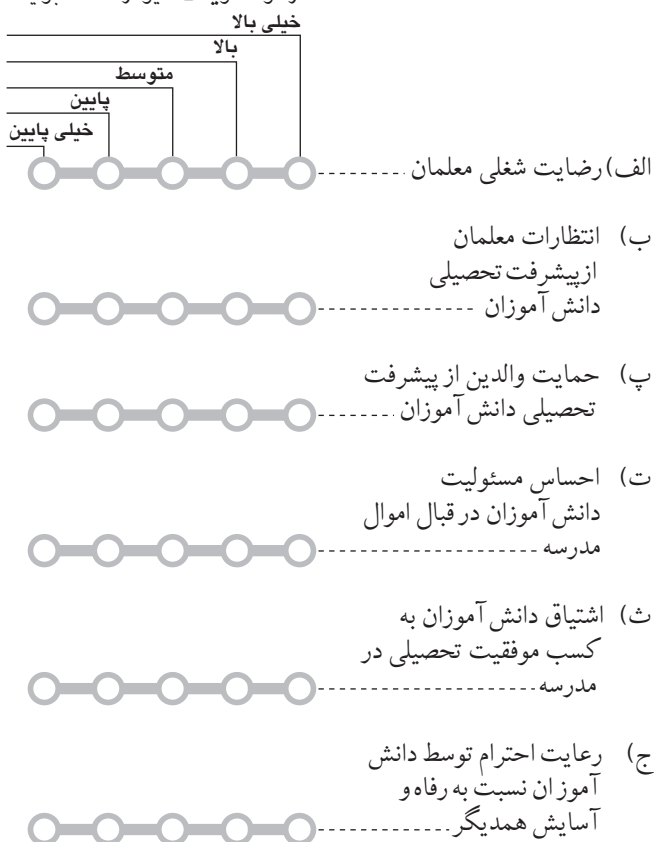 خیلی بالا
بالا
متوسط
پایین
خیلی پایین
الف) رضایت شغلی معلمان
ب) انتظارات معلمان
ازپیشرفت تحصیلی
دانش آموزان
پ) حمایت والدین از پیشرفت
تحصیلی دانش آموزان
ت) احساس مسئولیت
دانش آموزان در قبال اموال
مدرسه
ث) اشتیاق دانش آموزان به
کسب موفقیت تحصیلی در
مدرسه
ج) رعایت احترام توسط دانش
آموزان نسبت به رفاه و
آسایش همدیگر